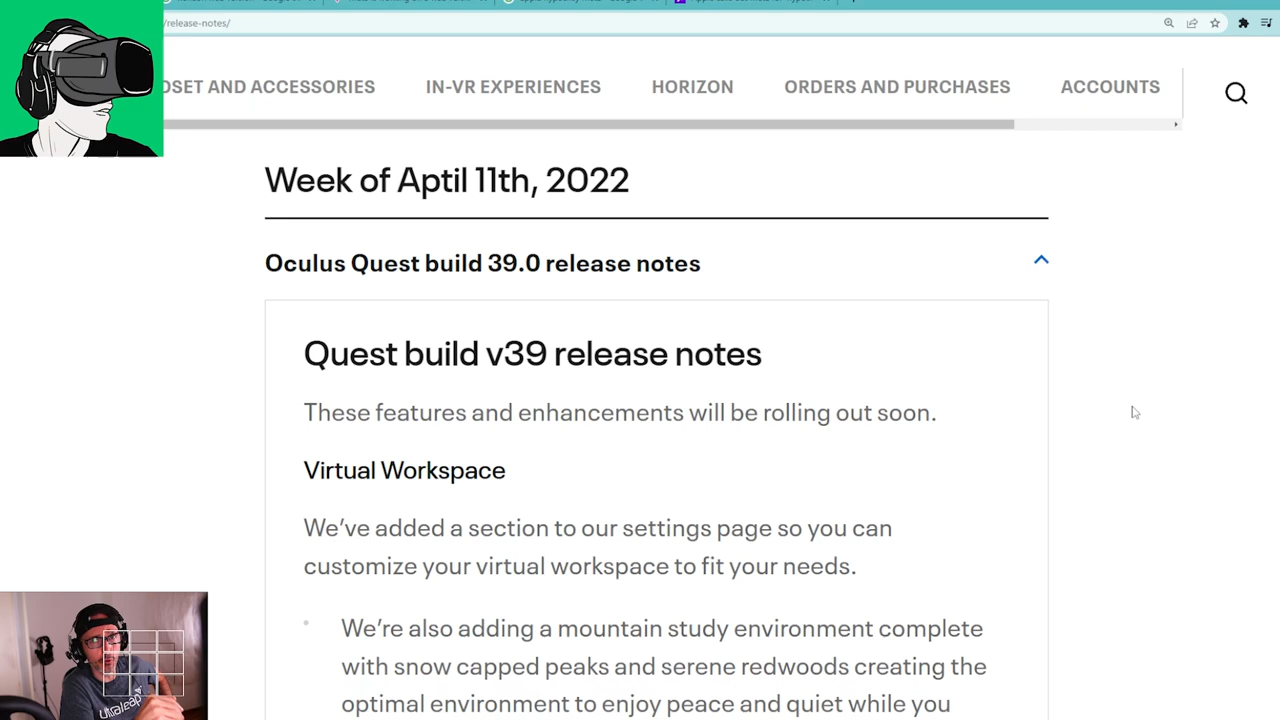 /release-notes/
DSET AND ACCESSORIES
IN-VR EXPERIENCES
HORIZON
ORDERS AND PURCHASES
ACCOUNTS
Week of Aptil 11th, 2022
Oculus Quest build 39.0 release notes
Quest build v39 release notes
These features and enhancements will be rolling out soon.
Virtual Workspace
We've added a section to our settings page so you can
customize your virtual workspace to fit your needs.
We're also adding a mountain study environment complete
with snow capped peaks and serene redwoods creating the
optimal environment to enjoy peace and quiet while you
Ultraleap